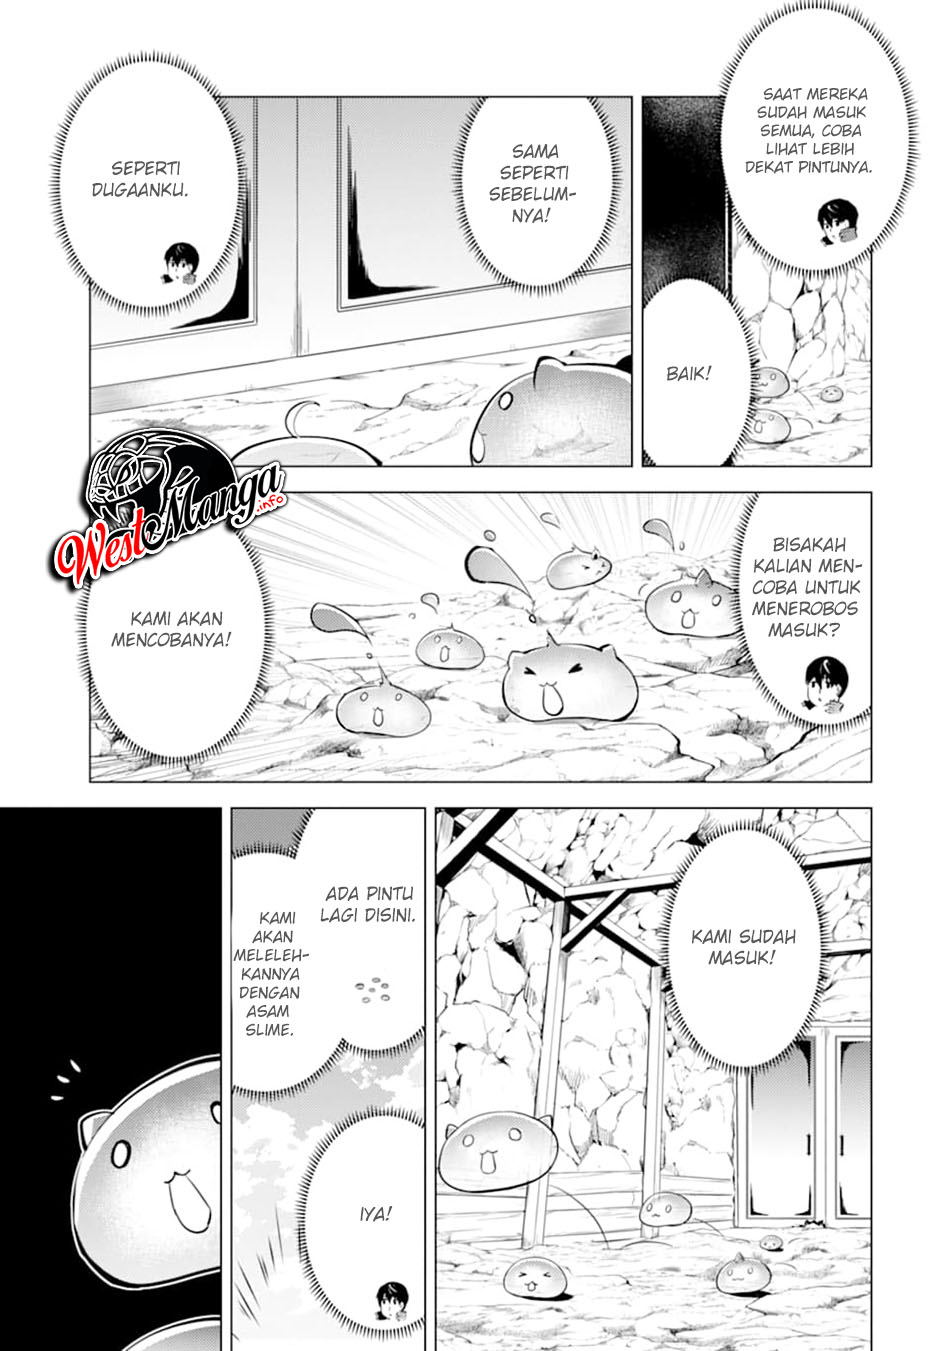 SAAT MEREKA
SUDAH MASUK
SEMUA, COBA
LIHAT LEBIH
DEKAT PINTUNYA.
BAIK!
SAMA
SEPERTI
SEBELUM-
NYA!
SEPERTI
DUGAANKU.
WestManga
.info
BISAKAH
KALIAN MEN-
COBA UNTUK
MENEROBOS
MASUK?
KAMI AKAN
MENCOBANYA!
KAMI SUDAH
MASUK!
ADA PINTU
LAGI DISINI.
KAMI
AKAN
MELELEH-
KANNYA
DENGAN
ASAM
SLIME.
IYA!